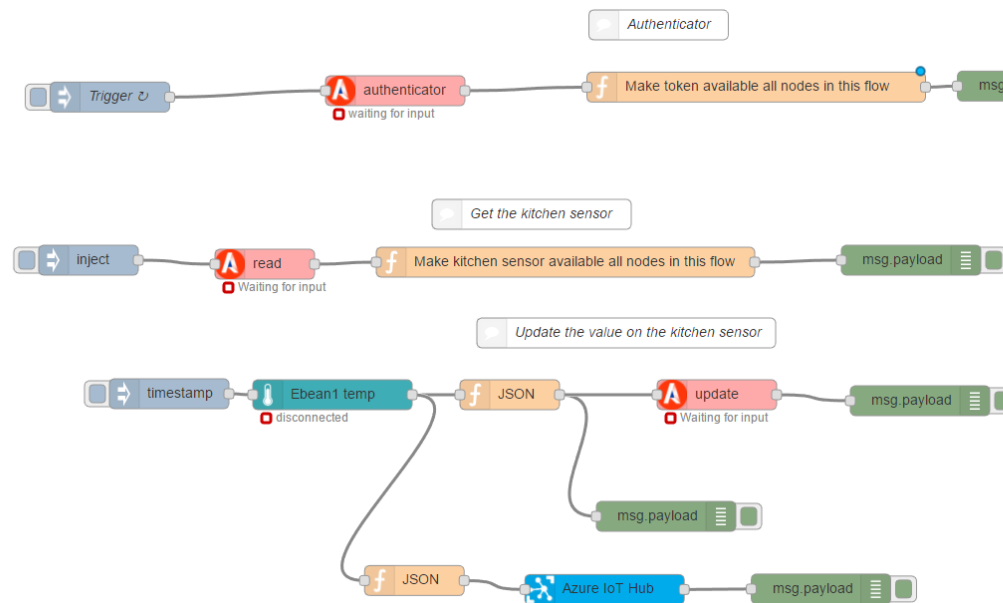 Authenticator
Trigger ↻
authenticator
Make token available all nodes in this flow
msg
waiting for input
Get the kitchen sensor
inject
read
Make kitchen sensor available all nodes in this flow
msg.payload
Waiting for input
Update the value on the kitchen sensor
timestamp
Ebean1 temp
JSON
update
msg.payload
disconnected
Waiting for input
msg.payload
JSON
Azure IoT Hub
msg.payload